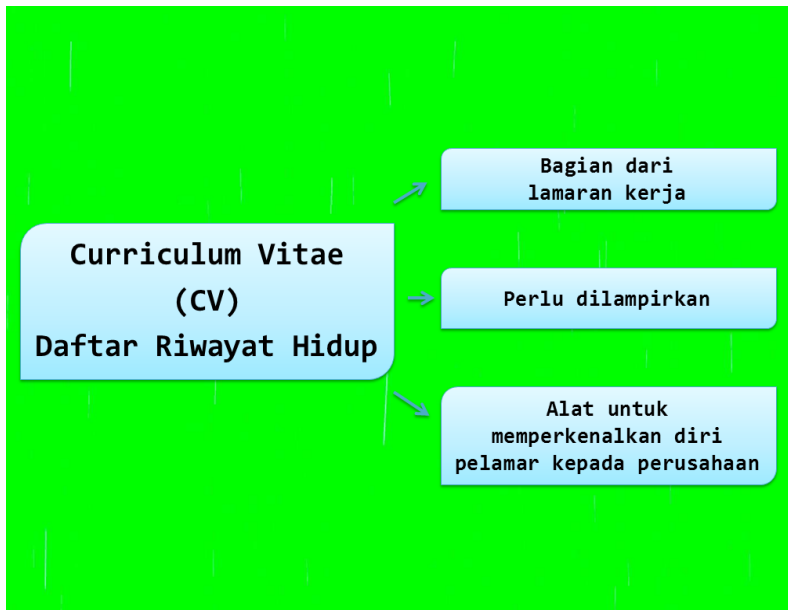 Curriculum Vitae
(CV)
Daftar Riwayat Hidup
Bagian dari
lamaran kerja
Perlu dilampirkan
Alat untuk
memperkenalkan diri
pelamar kepada perusahaan